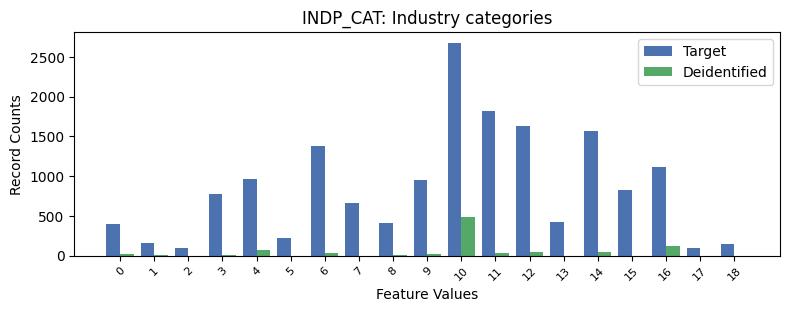 INDP_CAT: Industry categories
Target
Deidentified
Record Counts
2500
2000
1500
1000
500
0
0 1 2 3 4 5 6 7 8 9 10 11 12 13 14 15 16 17 18
Feature Values